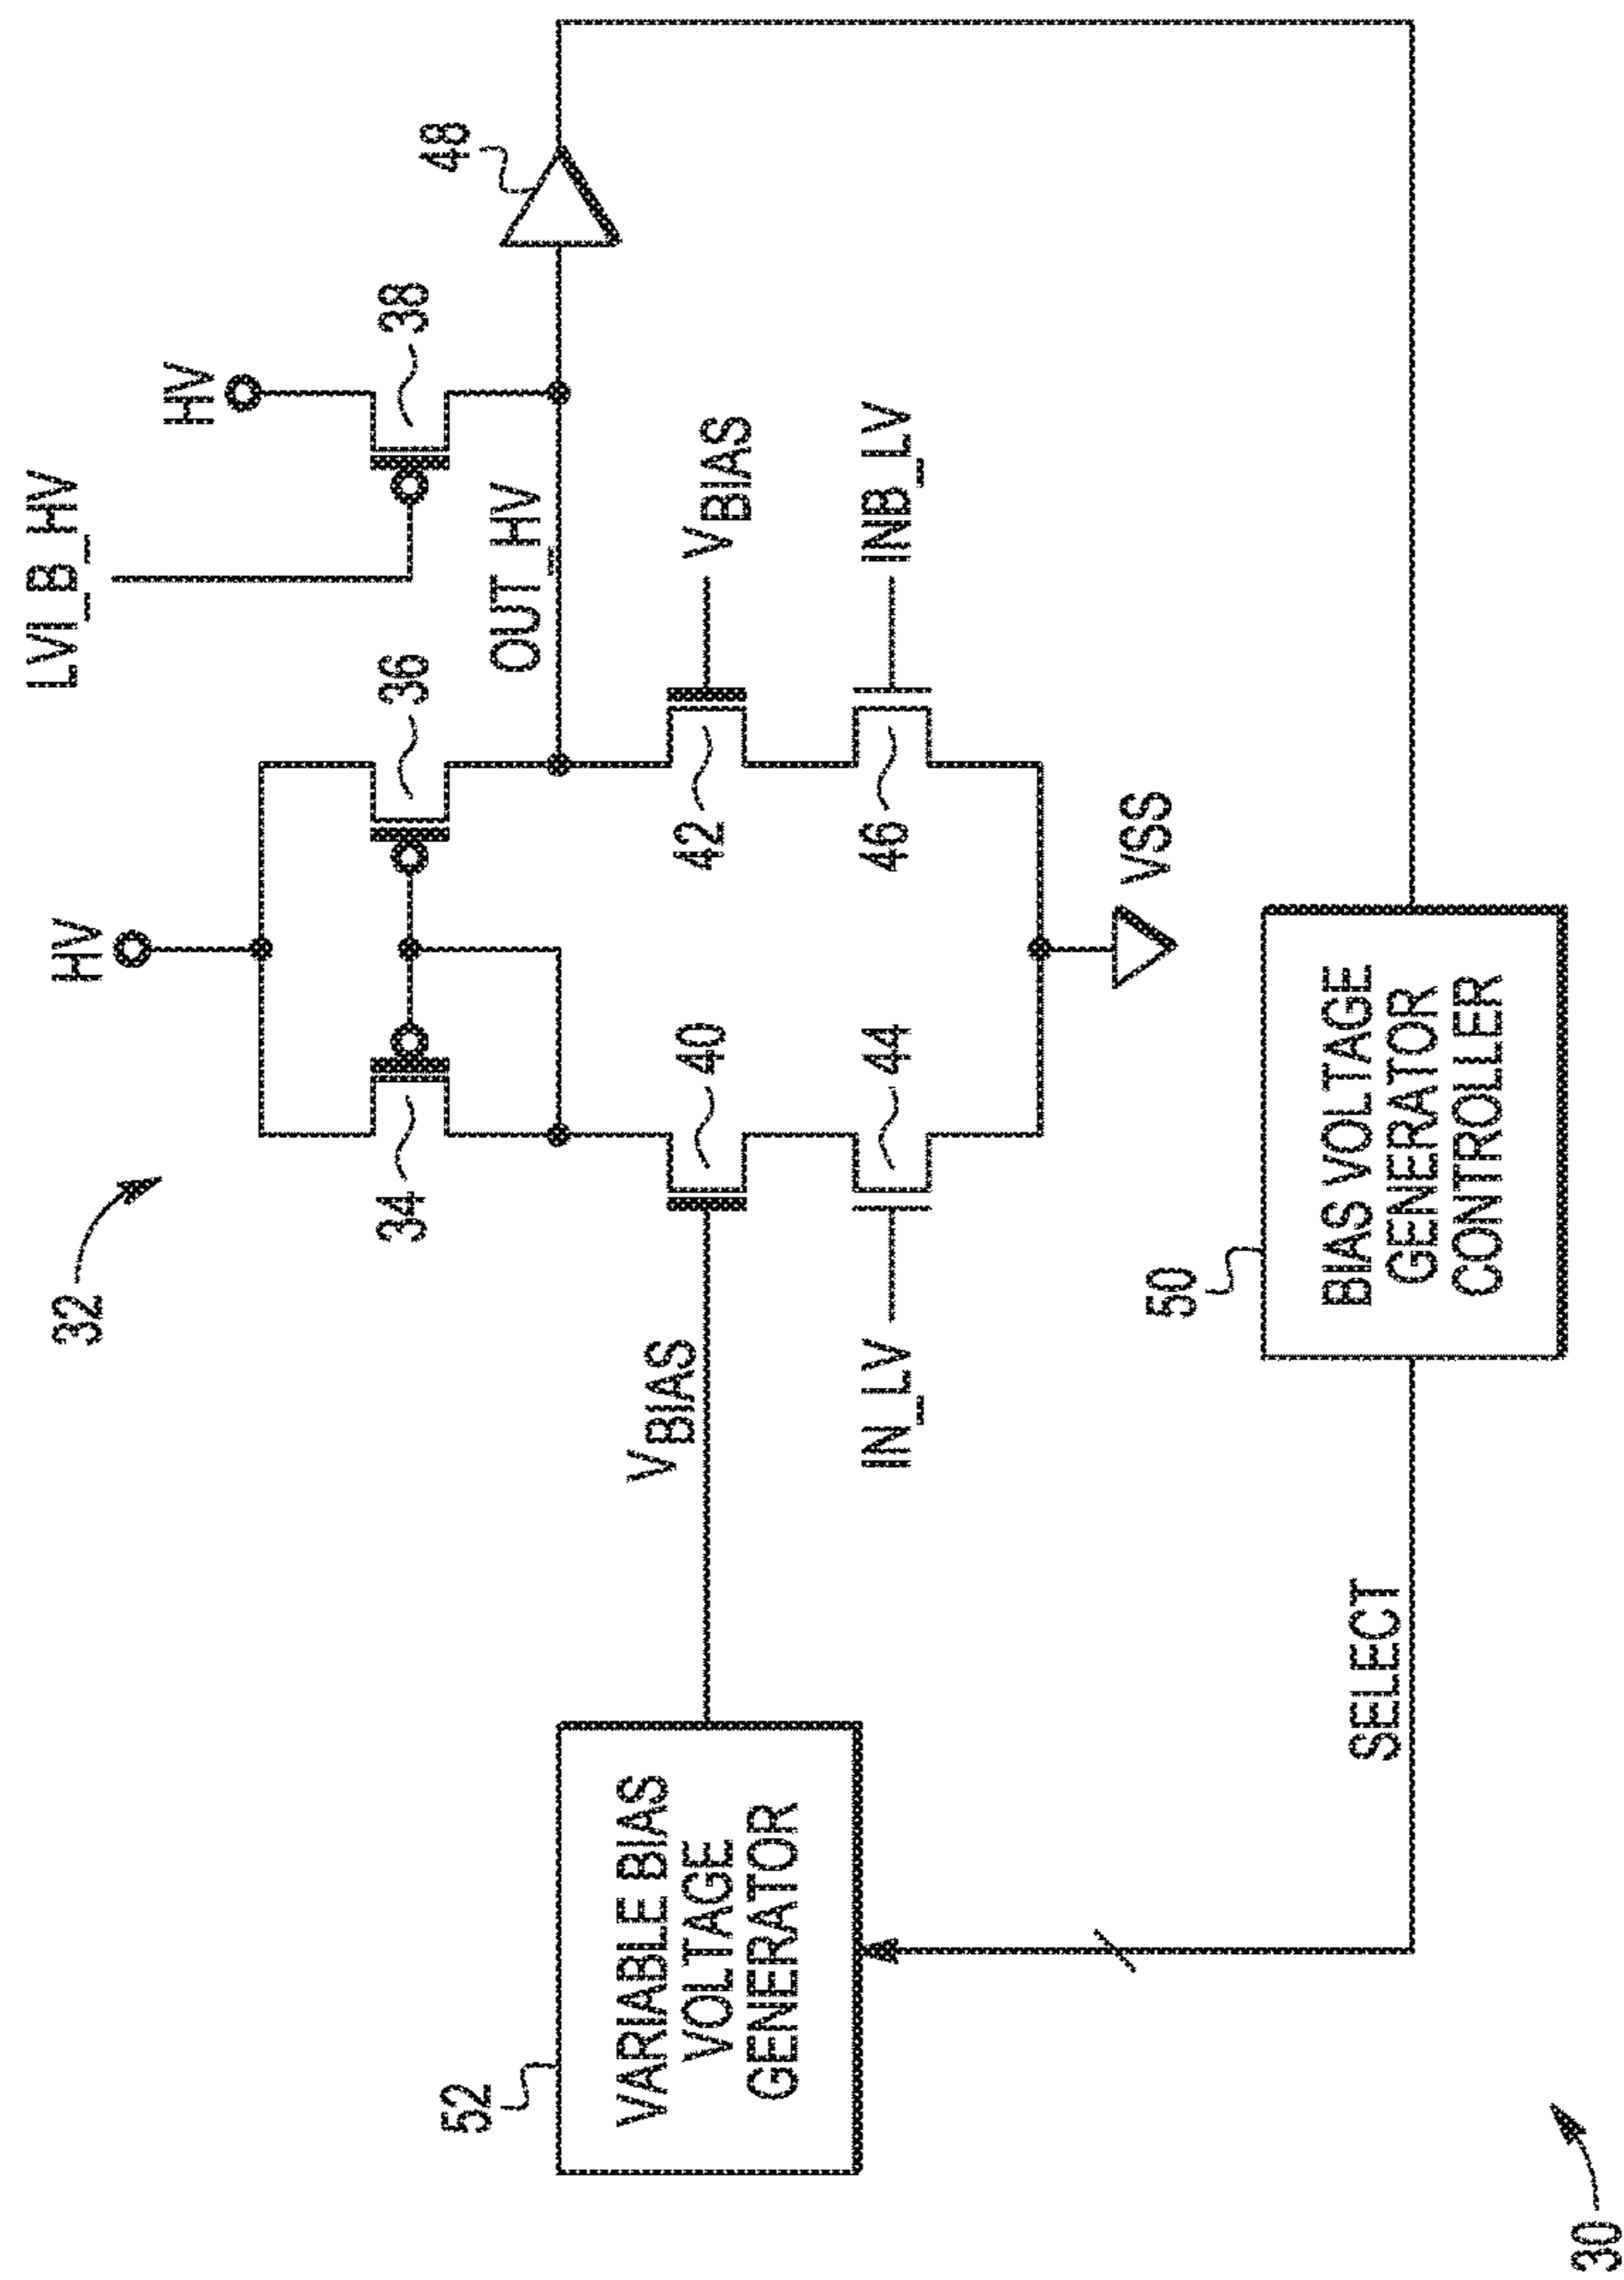 LVI_B_HV
HV
HV
32
34
36
38
48
OUT_HV
52
VARIABLE BIAS
VOLTAGE
GENERATOR
VBIAS
40
42
VBIAS
IN_LV
44
46
INB_LV
VSS
50
BIAS VOLTAGE
GENERATOR
CONTROLLER
SELECT
30